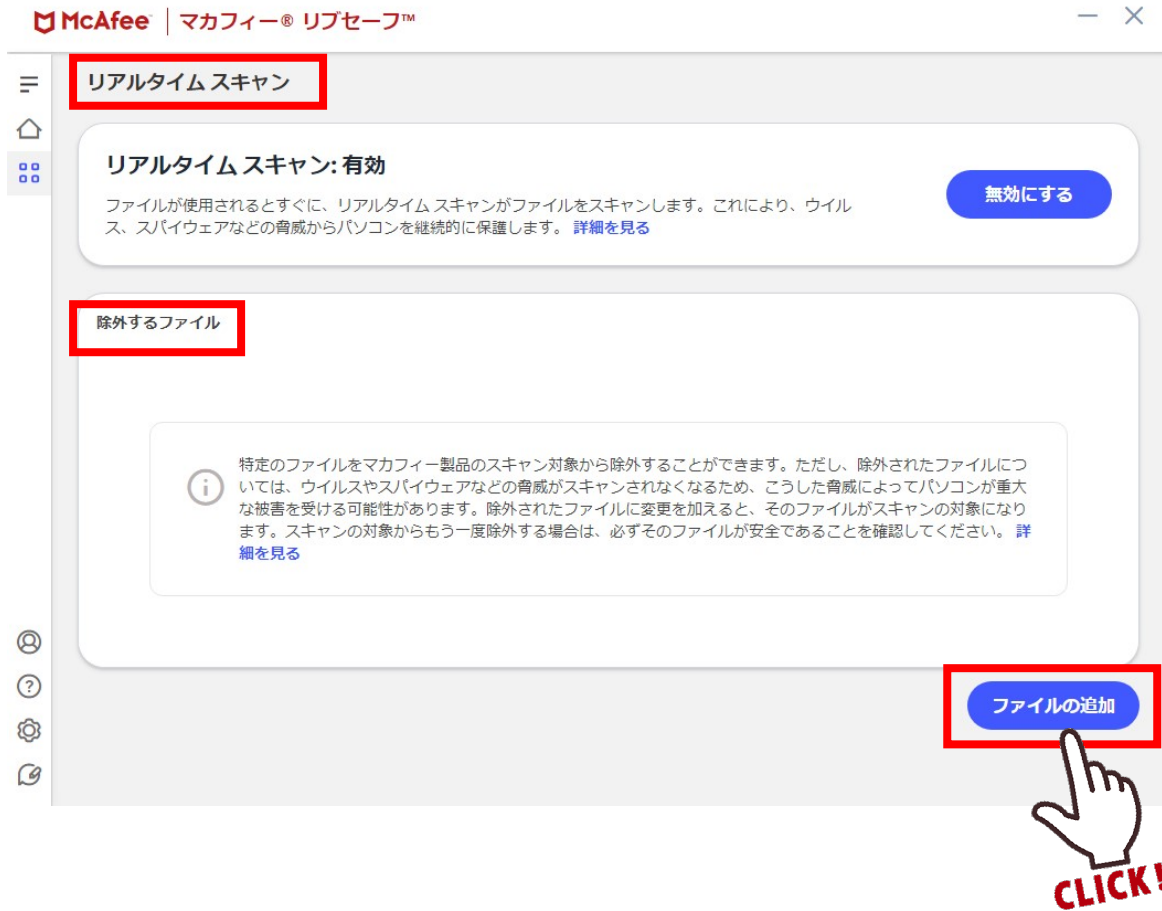 McAfee マカフィー® リブセーフ™
リアルタイム スキャン
リアルタイム スキャン: 有効
ファイルが使用されるとすぐに、リアルタイム スキャンがファイルをスキャンします。これにより、ウイル
ス、スパイウェアなどの脅威からパソコンを継続的に保護します。 詳細を見る
無効にする
除外するファイル
特定のファイルをマカフィー製品のスキャン対象から除外することができます。ただし、除外されたファイルにつ
いては、ウイルスやスパイウェアなどの脅威がスキャンされなくなるため、こうした脅威によってパソコンが重大
な被害を受ける可能性があります。除外されたファイルに変更を加えると、そのファイルがスキャンの対象になり
ます。スキャンの対象からもう一度除外する場合は、必ずそのファイルが安全であることを確認してください。 詳
細を見る
ファイルの追加
CLICK!